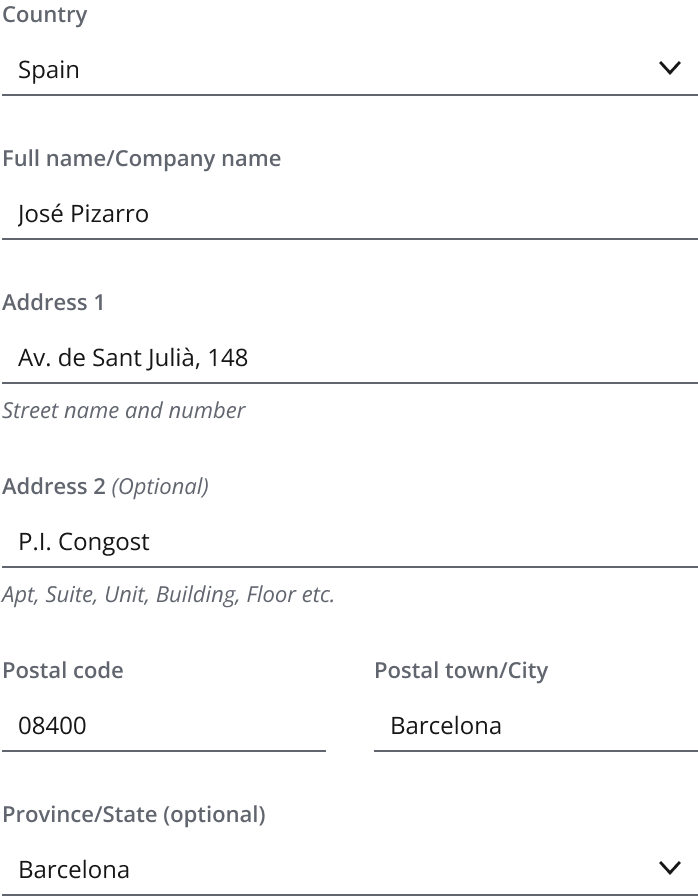 Country
Spain
Full name/Company name
José Pizarro
Address 1
Av. de Sant Julià, 148
Street name and number
Address 2 (Optional)
P.I. Congost
Apt, Suite, Unit, Building, Floor etc.
Postal code Postal town/City
08400 Barcelona
Province/State (optional)
Barcelona